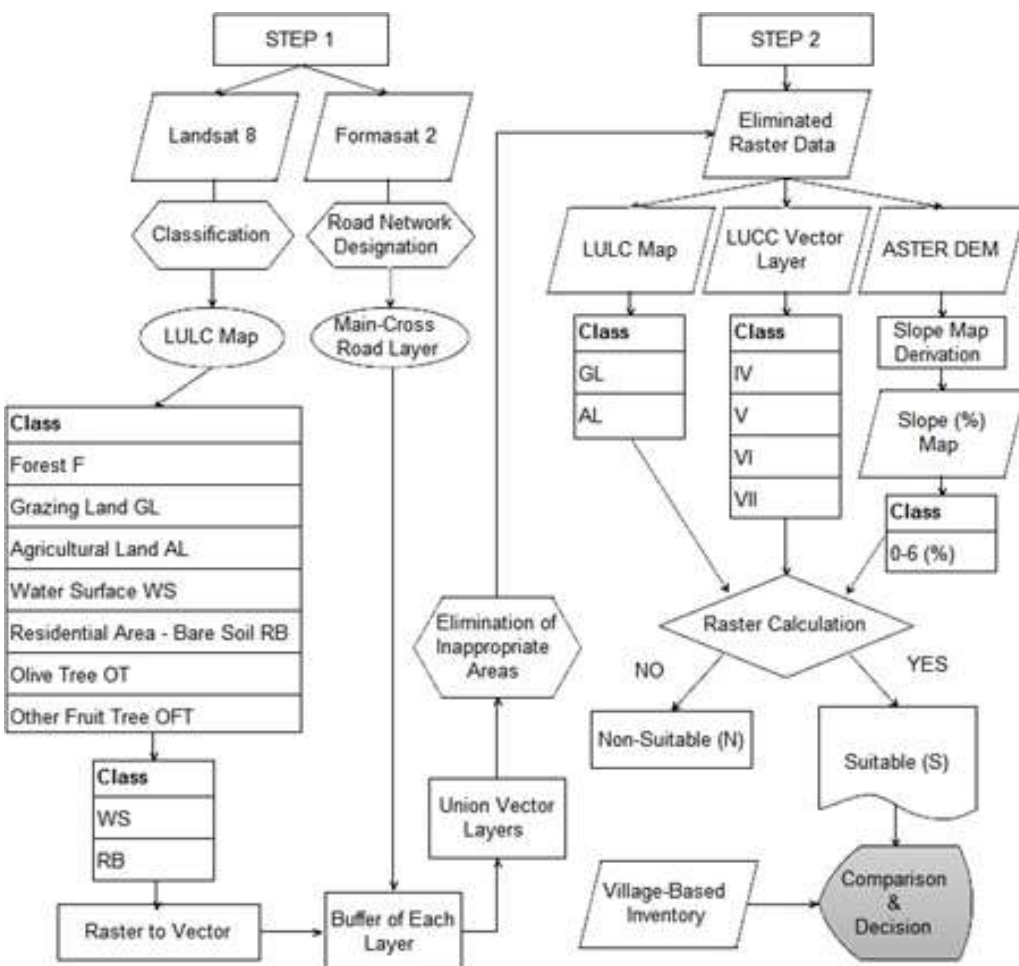 STEP 1
Landsat 8
Formasat 2
Classification
Road Network
Designation
LULC Map
Main-Cross
Road Layer
Class
Forest F
Grazing Land GL
Agricultural Land AL
Water Surface WS
Residential Area - Bare Soil RB
Olive Tree OT
Other Fruit Tree OFT
Class
WS
RB
Raster to Vector
Buffer of Each
Layer
Union Vector
Layers
Elimination of
Inappropriate
Areas
STEP 2
Eliminated
Raster Data
LULC Map
LUCC Vector
Layer
ASTER DEM
Class
GL
AL
Class
IV
V
VI
VII
Slope Map
Derivation
Slope (%)
Map
Class
0-6 (%)
Raster Calculation
NO
YES
Non-Suitable (N)
Suitable (S)
Village-Based
Inventory
Comparison
&
Decision